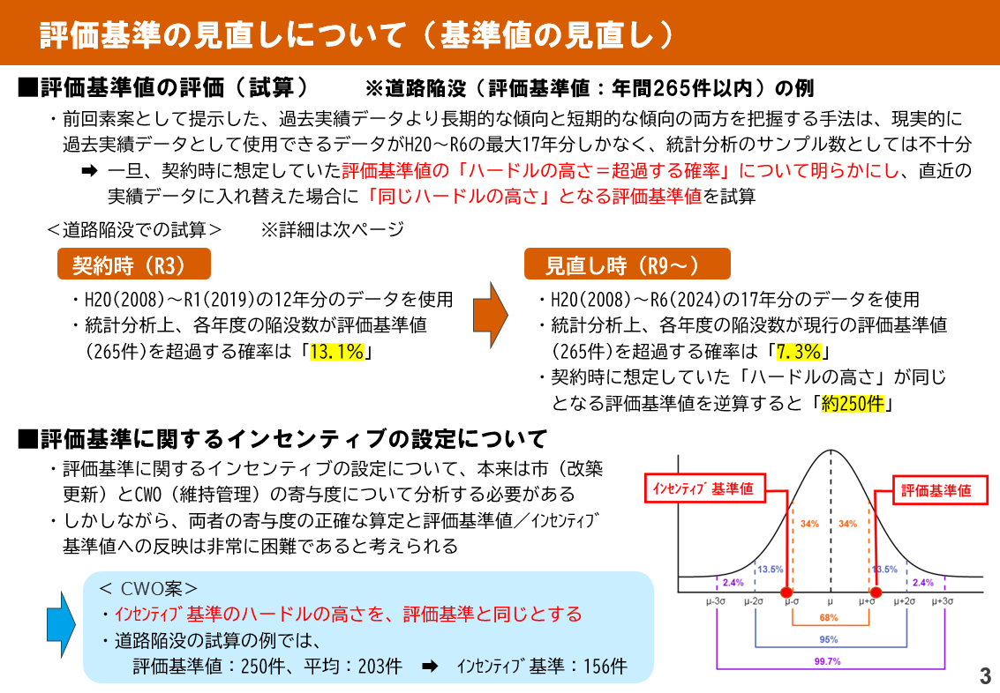 評価基準の見直しについて（基準値の見直し）
■評価基準値の評価（試算）　　※道路陥没（評価基準値：年間265件以内）の例
・前回素案として提示した、過去実績データより長期的な傾向と短期的な傾向の両方を把握する手法は、現実的に
過去実績データとして使用できるデータがH20～R6の最大17年分しかなく、統計分析のサンプル数としては不十分
➡ 一旦、契約時に想定していた評価基準値の「ハードルの高さ＝超過する確率」について明らかにし、直近の
実績データに入れ替えた場合に「同じハードルの高さ」となる評価基準値を試算
＜道路陥没での試算＞　　※詳細は次ページ
契約時（R3）
・H20(2008)～R1(2019)の12年分のデータを使用
・統計分析上、各年度の陥没数が評価基準値
(265件)を超過する確率は「13.1%」
見直し時（R9～）
・H20(2008)～R6(2024)の17年分のデータを使用
・統計分析上、各年度の陥没数が現行の評価基準値
(265件)を超過する確率は「7.3%」
・契約時に想定していた「ハードルの高さ」が同じ
となる評価基準値を逆算すると「約250件」
■評価基準に関するインセンティブの設定について
・評価基準に関するインセンティブの設定について、本来は市（改築
更新）とCWO（維持管理）の寄与度について分析する必要がある
・しかしながら、両者の寄与度の正確な算定と評価基準値／ｲﾝｾﾝﾃｨﾌﾞ
基準値への反映は非常に困難であると考えられる
＜ CWO案＞
・ｲﾝｾﾝﾃｨﾌﾞ基準のハードルの高さを、評価基準と同じとする
・道路陥没の試算の例では、
評価基準値：250件、平均：203件　➡　ｲﾝｾﾝﾃｨﾌﾞ基準：156件
ｲﾝｾﾝﾃｨﾌﾞ基準値
評価基準値
34% 34%
13.5% 13.5%
2.4% 2.4%
μ-3σ μ-2σ μ-σ μ μ+σ μ+2σ μ+3σ
68%
95%
99.7%
3